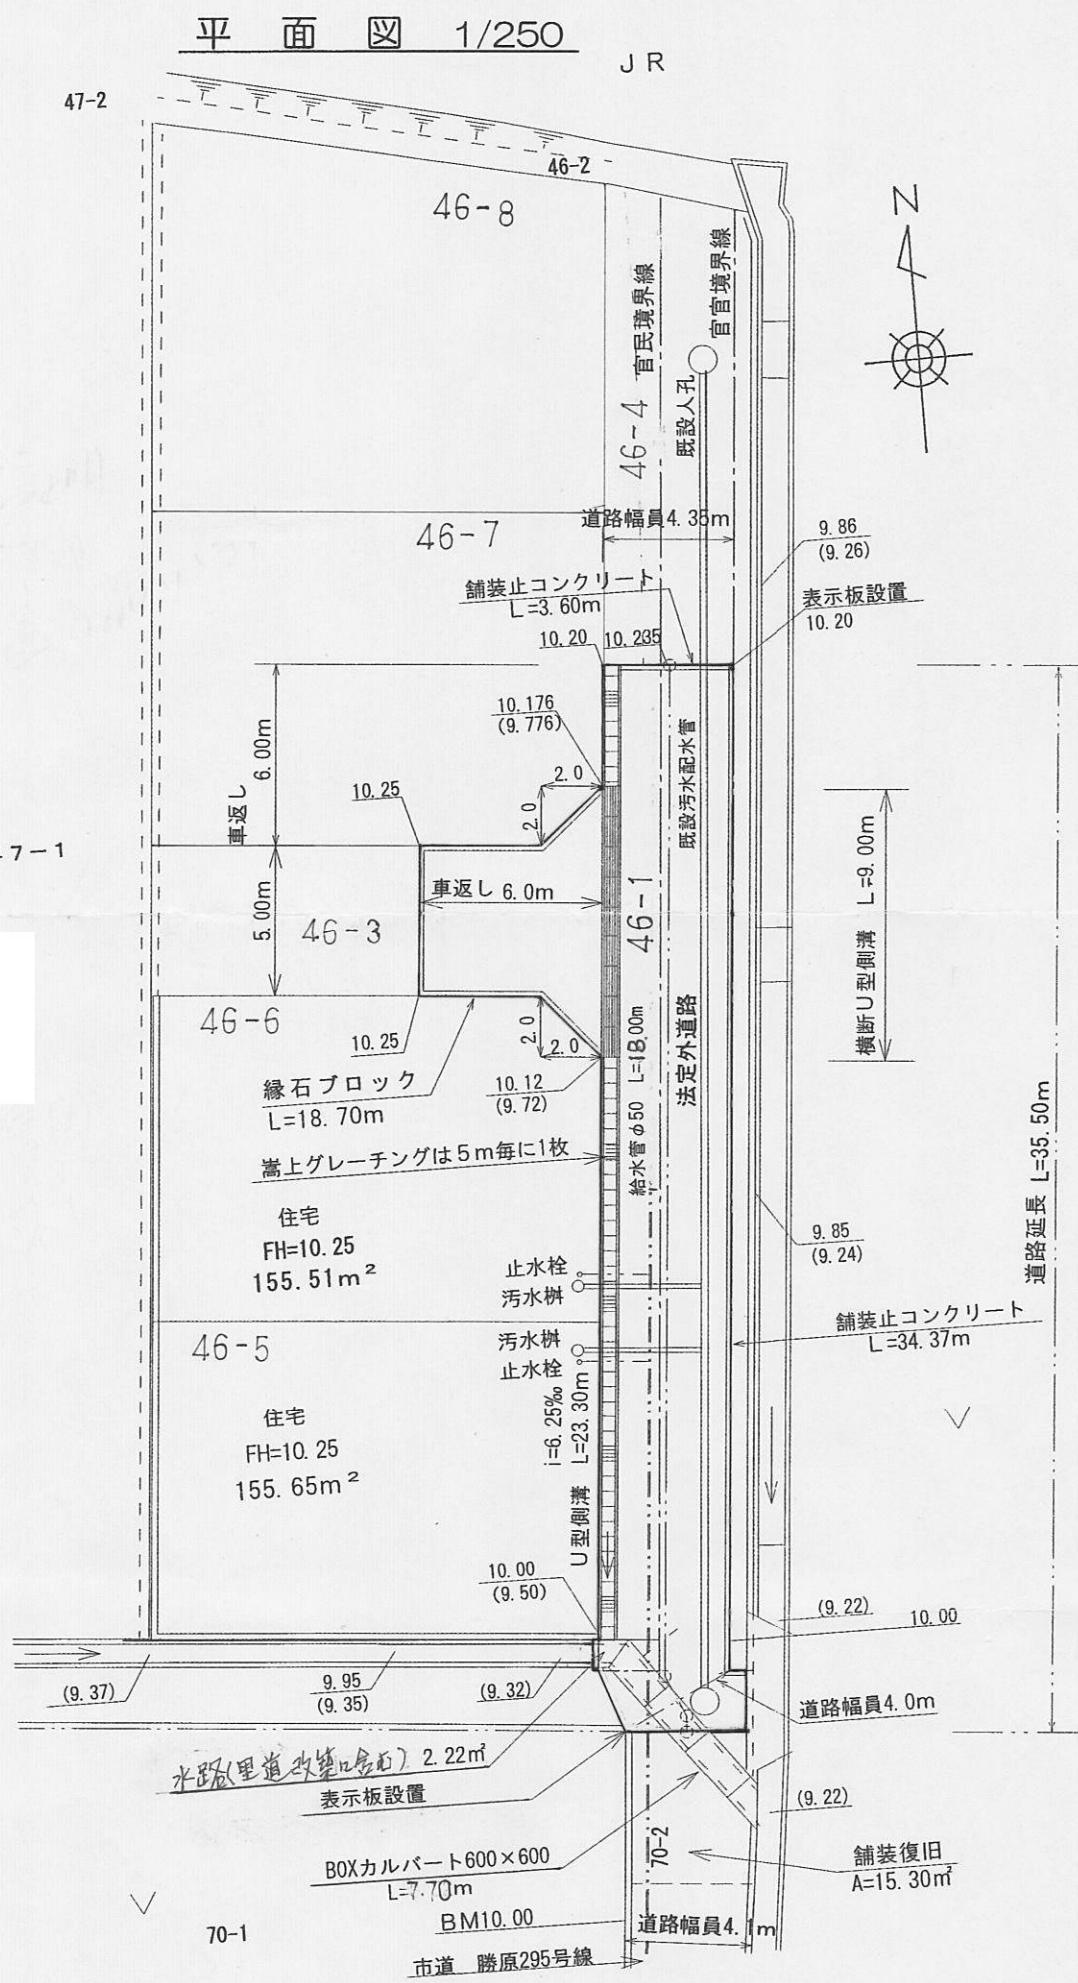 平面図 1/250
JR
47-2
46-2
46-8
N
官民境界線
官官境界線
46-4
既設人孔
道路幅員4.35m
46-7
9.86
(9.26)
舗装止コンクリート
L=3.60m
表示板設置
10.20
10.20
10.235
10.176
(9.776)
6.00m
車返し
2.0
2.0
10.25
既設汚水配水管
7-1
車返し 6.0m
5.00m
46-3
46-1
横断U型側溝 L=9.00m
46-6
10.25
2.0
2.0
法定外道路
縁石ブロック
L=18.70m
10.12
(9.72)
給水管φ50 L=18.00m
嵩上グレーチングは5m毎に1枚
道路延長 L=35.50m
住宅
FH=10.25
155.51m²
9.85
(9.24)
止水栓
汚水桝
舗装止コンクリート
L=34.37m
46-5
汚水桝
止水栓
住宅
FH=10.25
155.65m²
i=6.25‰
U型側溝 L=23.30m
10.00
(9.50)
(9.22)
10.00
(9.37)
9.95
(9.35)
(9.32)
道路幅員4.0m
水路(里道改築に含む) 2.22㎡
表示板設置
(9.22)
70-2
BOXカルバート600×600
L=7.70m
舗装復旧
A=15.30㎡
70-1
BM10.00
道路幅員4.1m
市道 勝原295号線